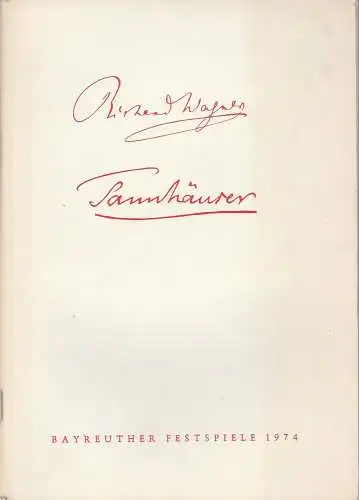 Richard Wagner
Tannhäuser
BAYREUTHER FESTSPIELE 1974